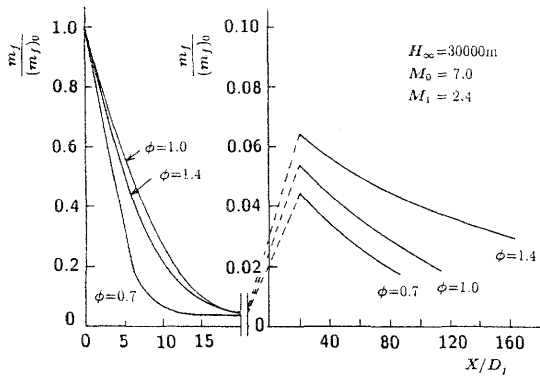 m_f/(m_f)_0
1.0
0.8
0.6
0.4
0.2
0
0 5 10 15
φ=1.0
φ=1.4
φ=0.7
m_f/(m_f)_0
0.10
0.08
0.06
0.04
0.02
0
40 80 120 160
X/D_1
H_∞=30000m
M_0 = 7.0
M_1 = 2.4
φ=1.4
φ=1.0
φ=0.7